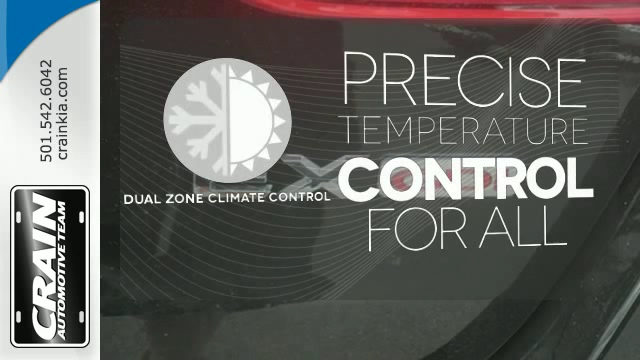 501.542.6042
crainkia.com
CRAIN
AUTOMOTIVE TEAM
DUAL ZONE CLIMATE CONTROL
PRECISE
TEMPERATURE
CONTROL
FOR ALL